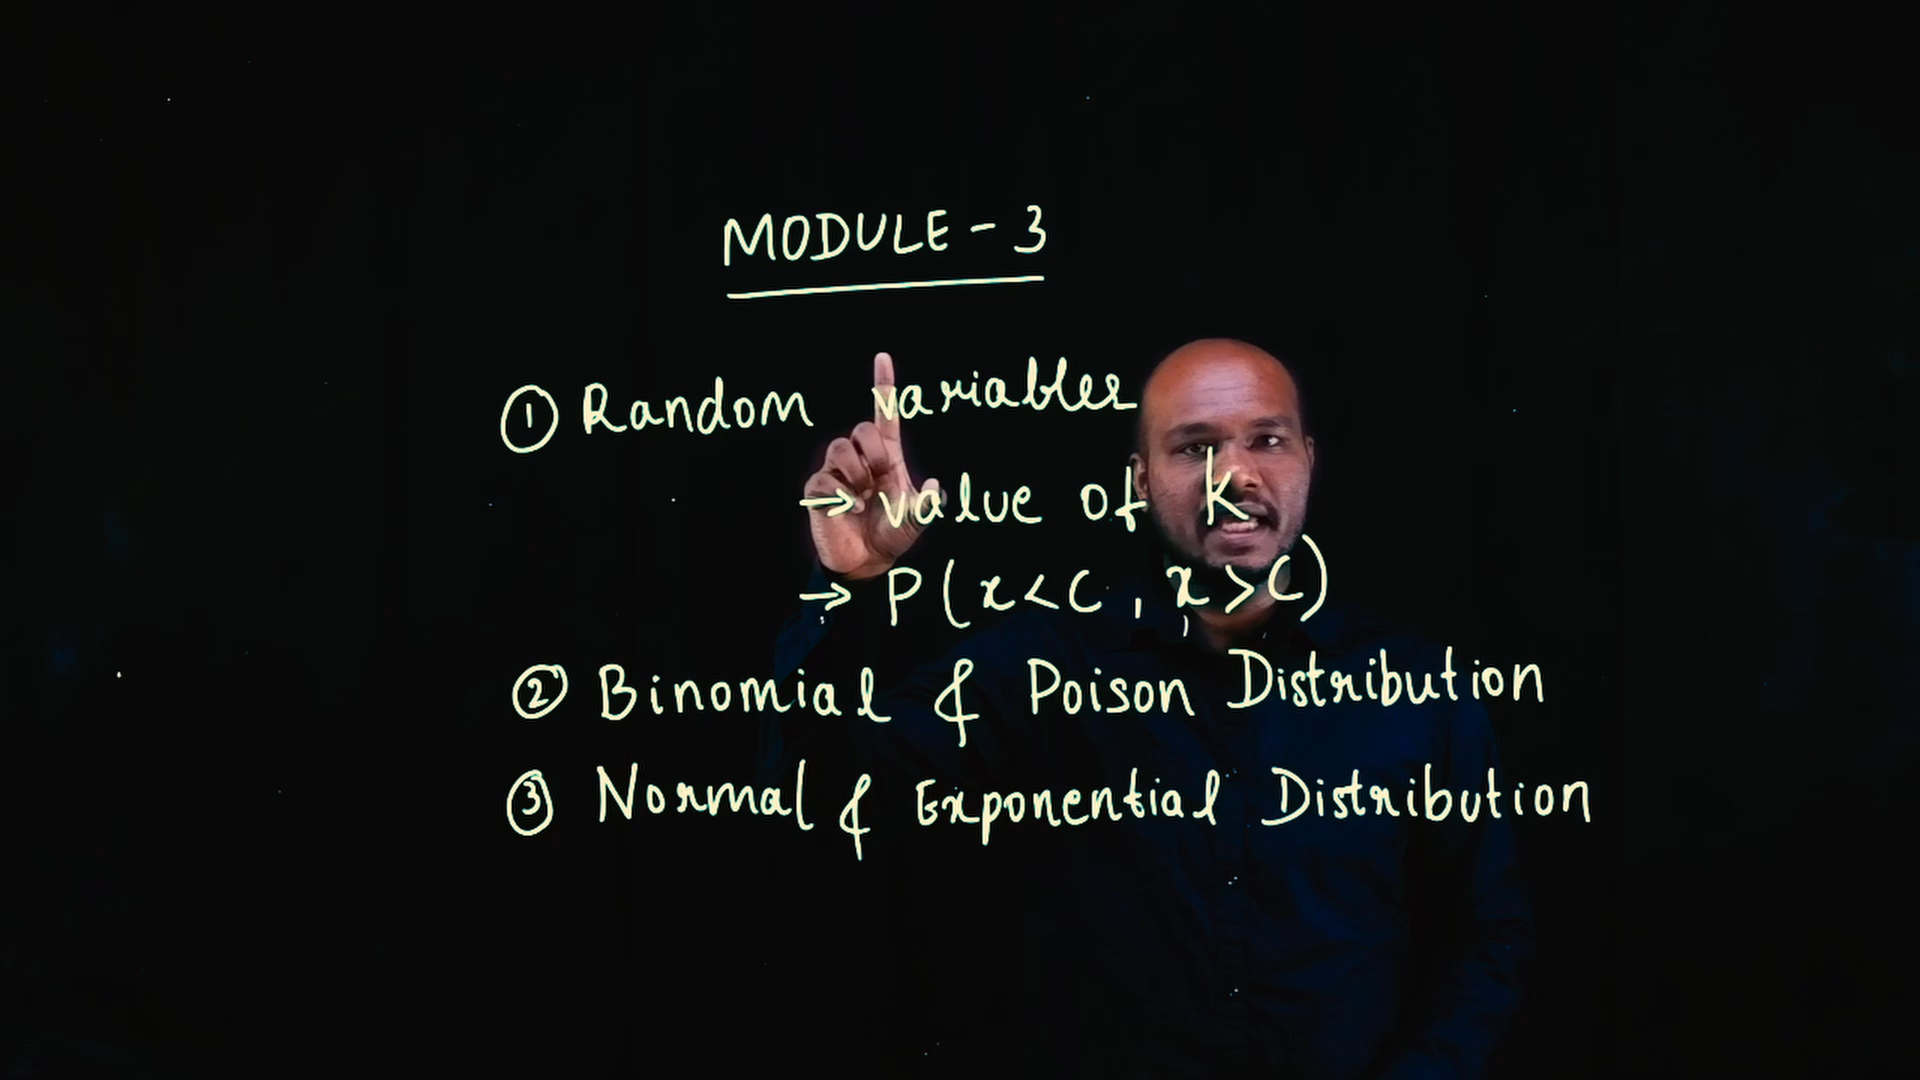 MODULE - 3
① Random variables
→ value of k
→ P(x<C, x>C)
② Binomial & Poison Distribution
③ Normal & Exponential Distribution